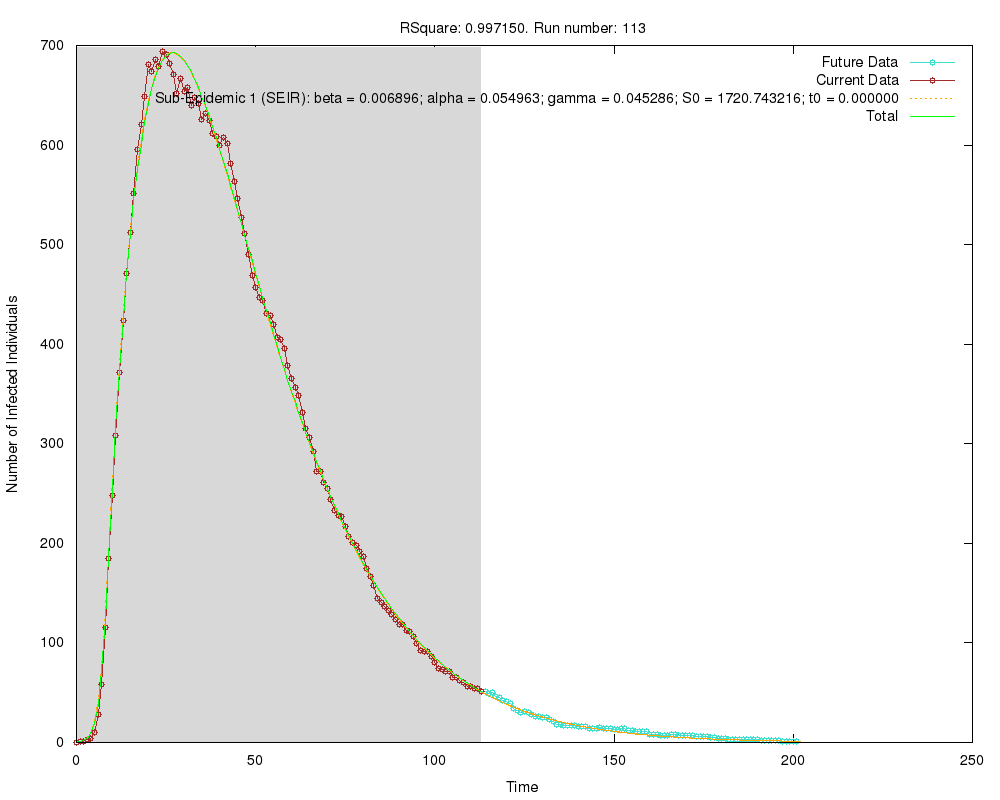 RSquare: 0.997150. Run number: 113
700
600
500
400
300
200
100
0
Number of Infected Individuals
Future Data
Current Data
Sub-Epidemic 1 (SEIR): beta = 0.006896; alpha = 0.054963; gamma = 0.045286; S0 = 1720.743216; t0 = 0.000000
Total
0 50 100 150 200 250
Time